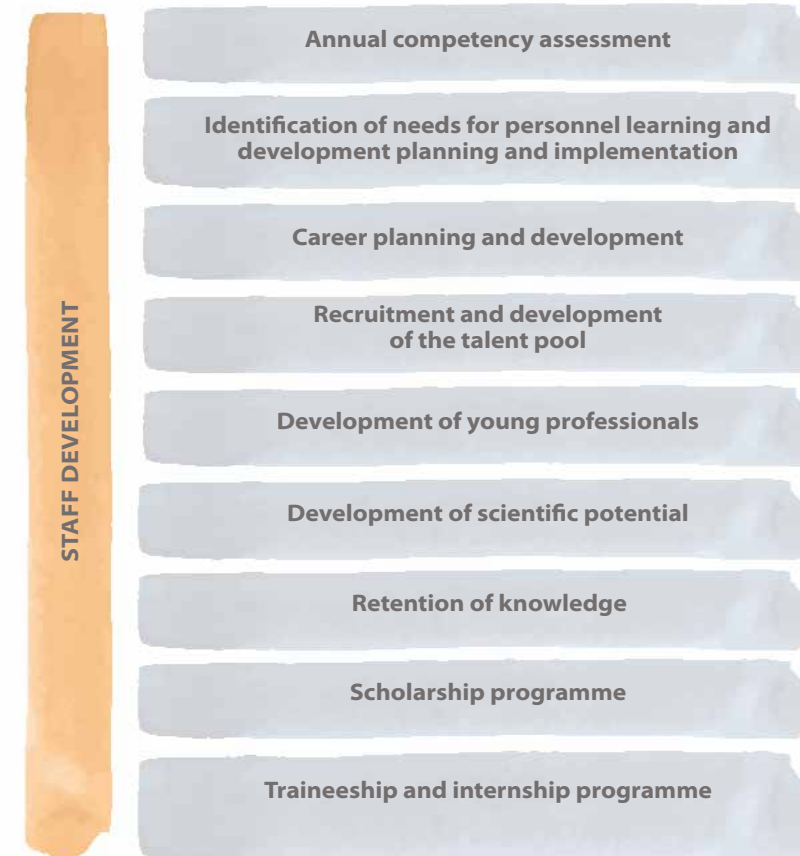 STAFF DEVELOPMENT
Annual competency assessment
Identification of needs for personnel learning and
development planning and implementation
Career planning and development
Recruitment and development
of the talent pool
Development of young professionals
Development of scientific potential
Retention of knowledge
Scholarship programme
Traineeship and internship programme